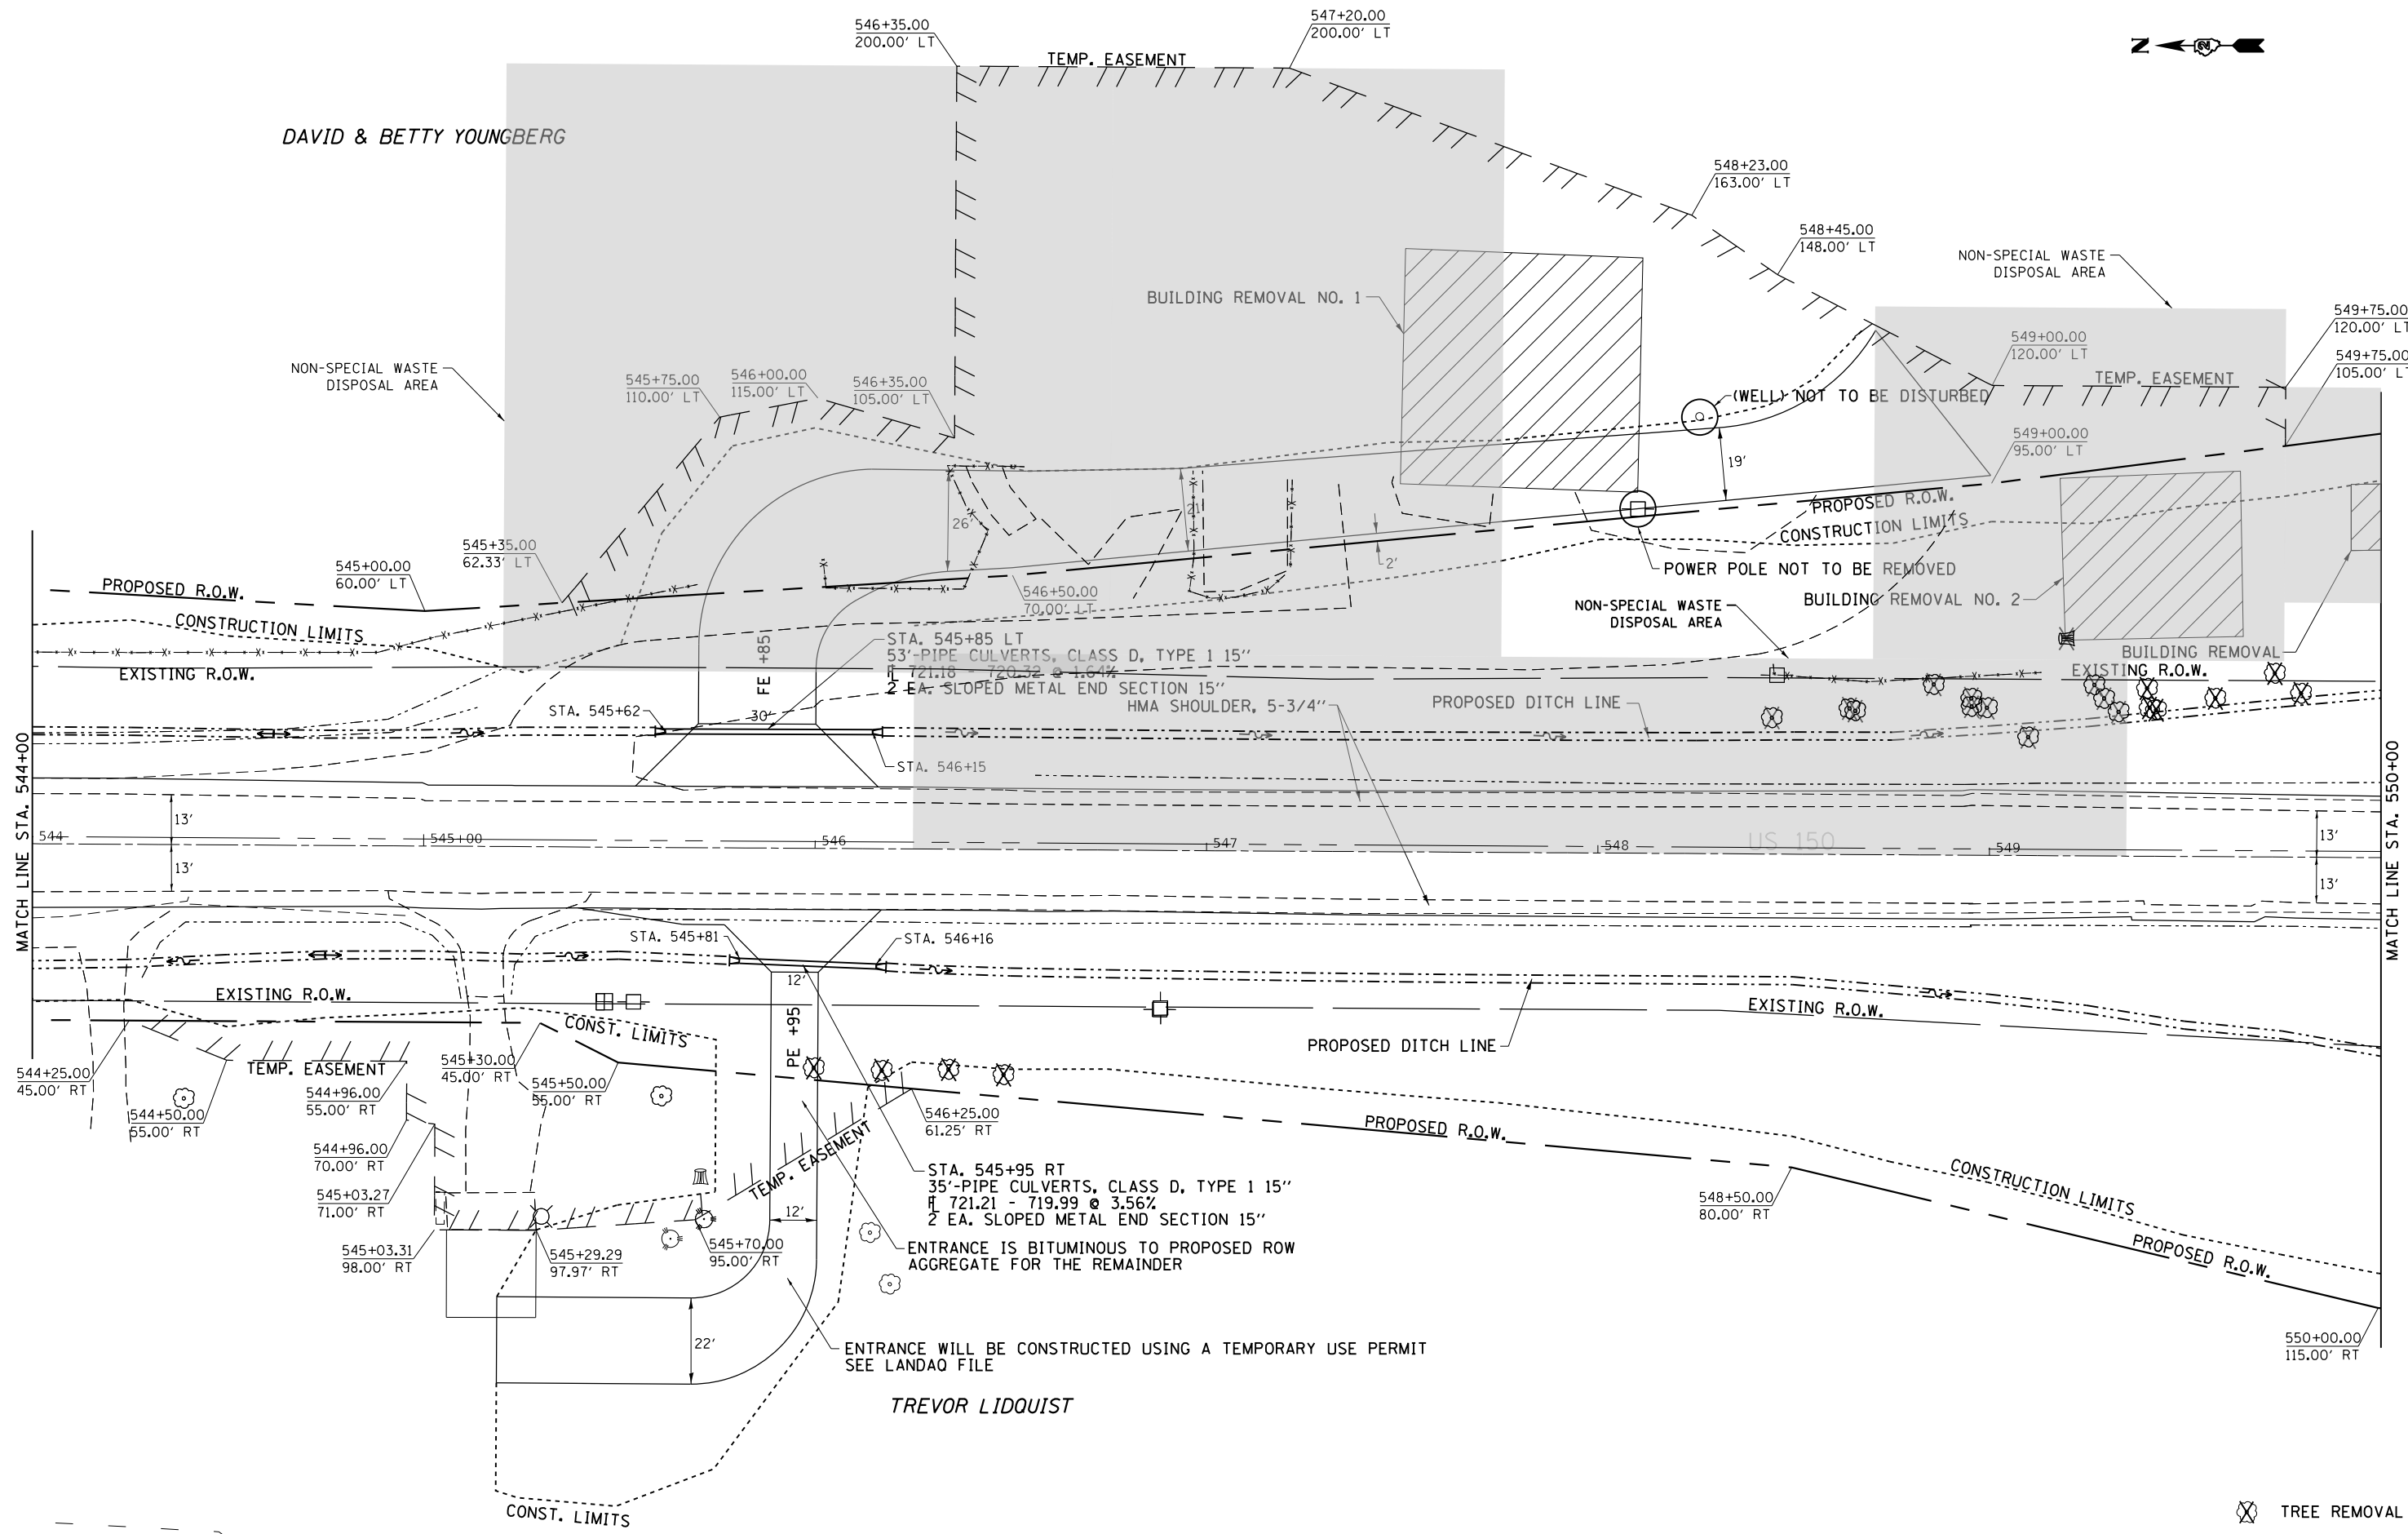 546+35.00
200.00' LT
547+20.00
200.00' LT
TEMP. EASEMENT
N
DAVID & BETTY YOUNGBERG
548+23.00
163.00' LT
548+45.00
148.00' LT
NON-SPECIAL WASTE
DISPOSAL AREA
BUILDING REMOVAL NO. 1
549+75.00
120.00' LT
549+00.00
120.00' LT
549+75.00
105.00' LT
NON-SPECIAL WASTE
DISPOSAL AREA
545+75.00
110.00' LT
546+00.00
115.00' LT
546+35.00
105.00' LT
TEMP. EASEMENT
(WELL) NOT TO BE DISTURBED
549+00.00
95.00' LT
19'
26'
21'
2'
PROPOSED R.O.W.
CONSTRUCTION LIMITS
545+35.00
62.33' LT
545+00.00
60.00' LT
POWER POLE NOT TO BE REMOVED
PROPOSED R.O.W.
546+50.00
70.00' LT
NON-SPECIAL WASTE
DISPOSAL AREA
BUILDING REMOVAL NO. 2
CONSTRUCTION LIMITS
STA. 545+85 LT
53'-PIPE CULVERTS, CLASS D, TYPE 1 15"
FL 721.18 - 720.32 @ 1.64%
2 EA. SLOPED METAL END SECTION 15"
BUILDING REMOVAL
EXISTING R.O.W.
EXISTING R.O.W.
FE +85
30'
STA. 545+62
HMA SHOULDER, 5-3/4"
PROPOSED DITCH LINE
STA. 546+15
MATCH LINE STA. 544+00
MATCH LINE STA. 550+00
13'
13'
544
545+00
546
547
548
US 150
549
13'
13'
STA. 545+81
STA. 546+16
EXISTING R.O.W.
12'
PE +95
EXISTING R.O.W.
CONST. LIMITS
PROPOSED DITCH LINE
544+25.00
45.00' RT
TEMP. EASEMENT
545+30.00
45.00' RT
544+96.00
55.00' RT
545+50.00
55.00' RT
544+50.00
55.00' RT
546+25.00
61.25' RT
PROPOSED R.O.W.
TEMP. EASEMENT
544+96.00
70.00' RT
STA. 545+95 RT
35'-PIPE CULVERTS, CLASS D, TYPE 1 15"
FL 721.21 - 719.99 @ 3.56%
2 EA. SLOPED METAL END SECTION 15"
CONSTRUCTION LIMITS
545+03.27
71.00' RT
548+50.00
80.00' RT
12'
545+03.31
98.00' RT
545+29.29
97.97' RT
545+70.00
95.00' RT
ENTRANCE IS BITUMINOUS TO PROPOSED ROW
AGGREGATE FOR THE REMAINDER
PROPOSED R.O.W.
22'
ENTRANCE WILL BE CONSTRUCTED USING A TEMPORARY USE PERMIT
SEE LANDAQ FILE
550+00.00
115.00' RT
TREVOR LIDQUIST
CONST. LIMITS
TREE REMOVAL